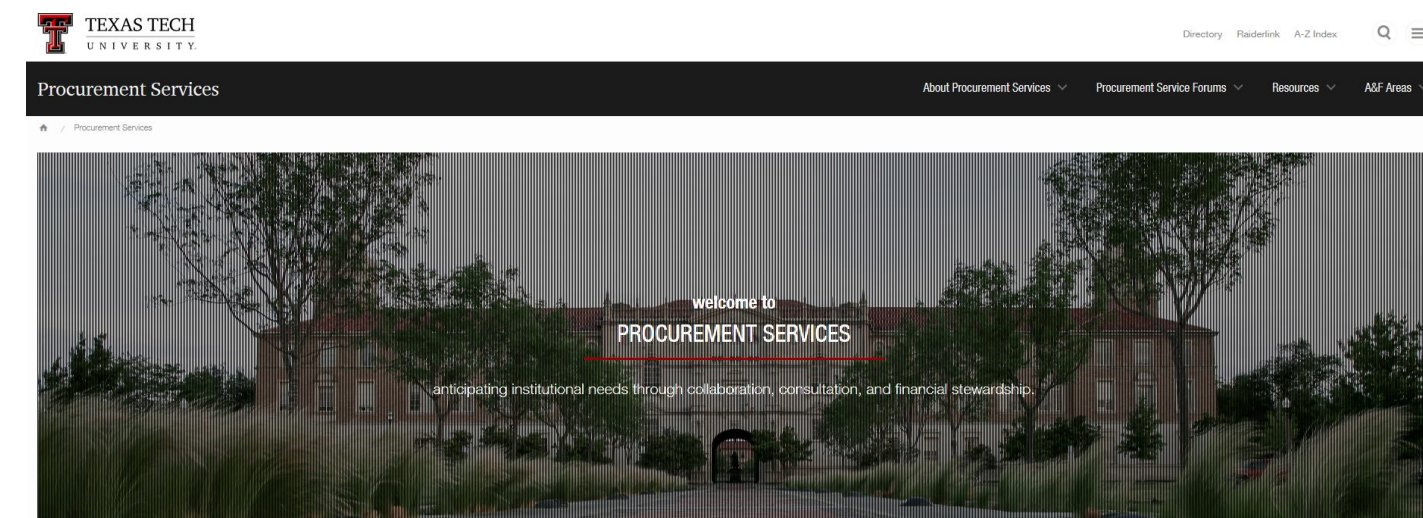 TEXAS TECH
UNIVERSITY.
Directory Raiderlink A-Z Index
Procurement Services
About Procurement Services Procurement Service Forums Resources A&F Areas
/ Procurement Services
welcome to
PROCUREMENT SERVICES
anticipating institutional needs through collaboration, consultation, and financial stewardship.